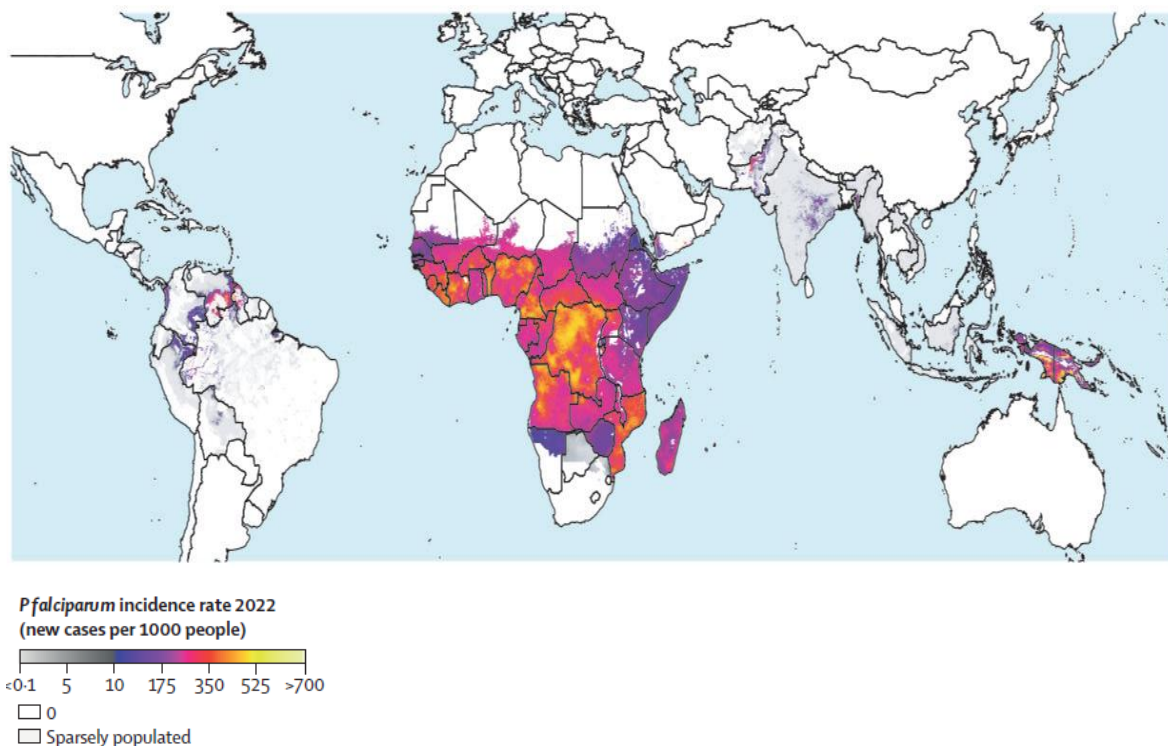 Pfalciparum incidence rate 2022
(new cases per 1000 people)
<0·1 5 10 175 350 525 >700
0
Sparsely populated